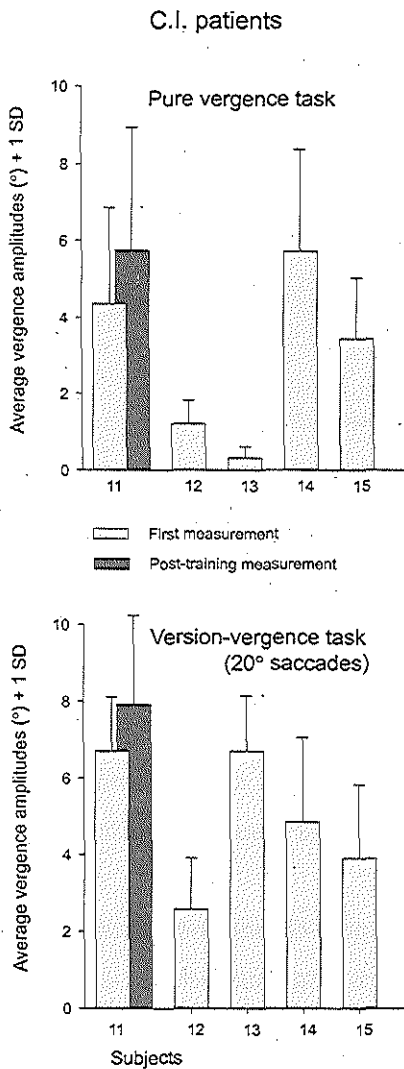 C.I. patients
Pure vergence task
Average vergence amplitudes (°) + 1 SD
10
8
6
4
2
0
11 12 13 14 15
First measurement
Post-training measurement
Version-vergence task
(20° saccades)
Average vergence amplitudes (°) + 1 SD
10
8
6
4
2
0
11 12 13 14 15
Subjects